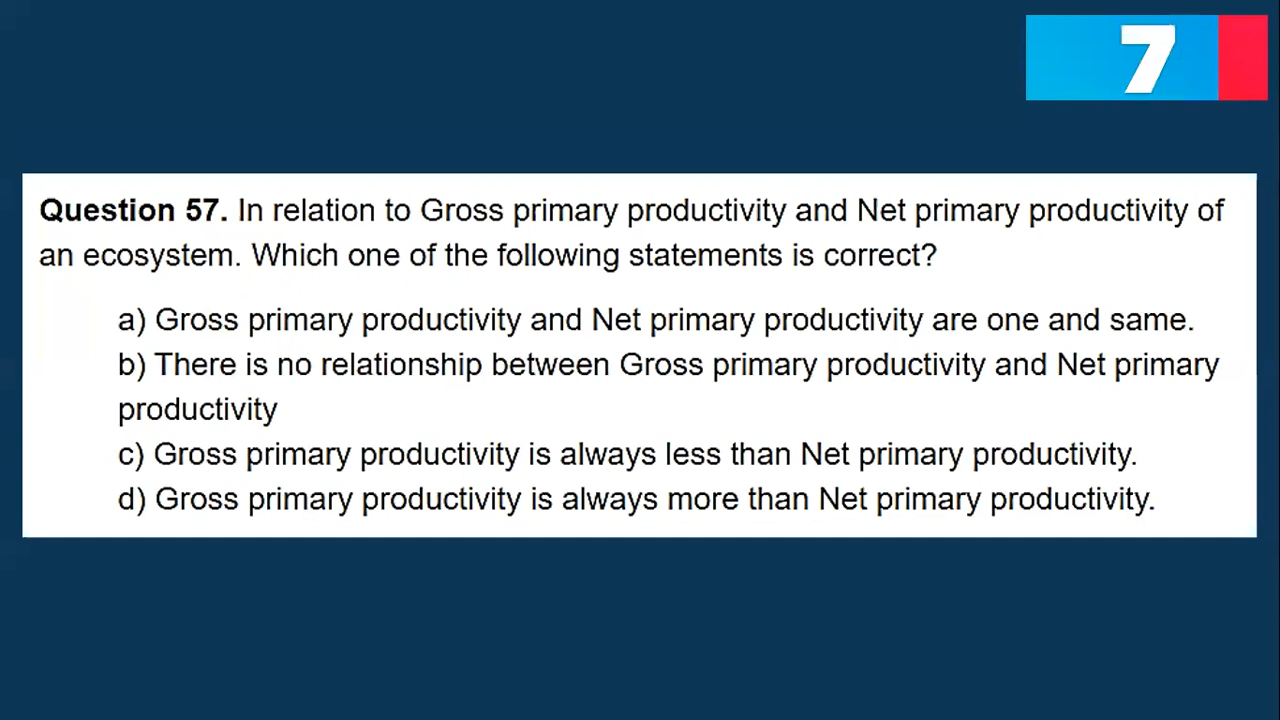 7
Question 57. In relation to Gross primary productivity and Net primary productivity of
an ecosystem. Which one of the following statements is correct?
a) Gross primary productivity and Net primary productivity are one and same.
b) There is no relationship between Gross primary productivity and Net primary
productivity
c) Gross primary productivity is always less than Net primary productivity.
d) Gross primary productivity is always more than Net primary productivity.